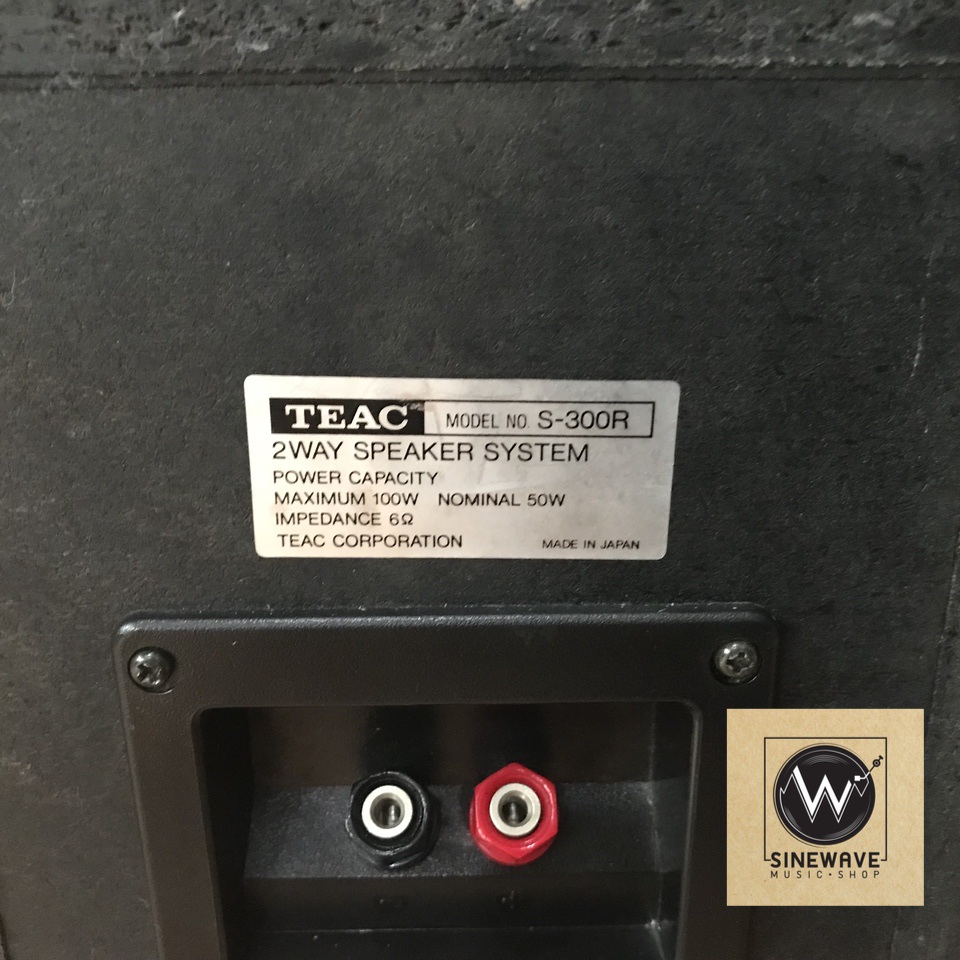 TEAC MODEL NO. S-300R
2WAY SPEAKER SYSTEM
POWER CAPACITY
MAXIMUM 100W NOMINAL 50W
IMPEDANCE 6Ω
TEAC CORPORATION MADE IN JAPAN
W
SINEWAVE
MUSIC·SHOP